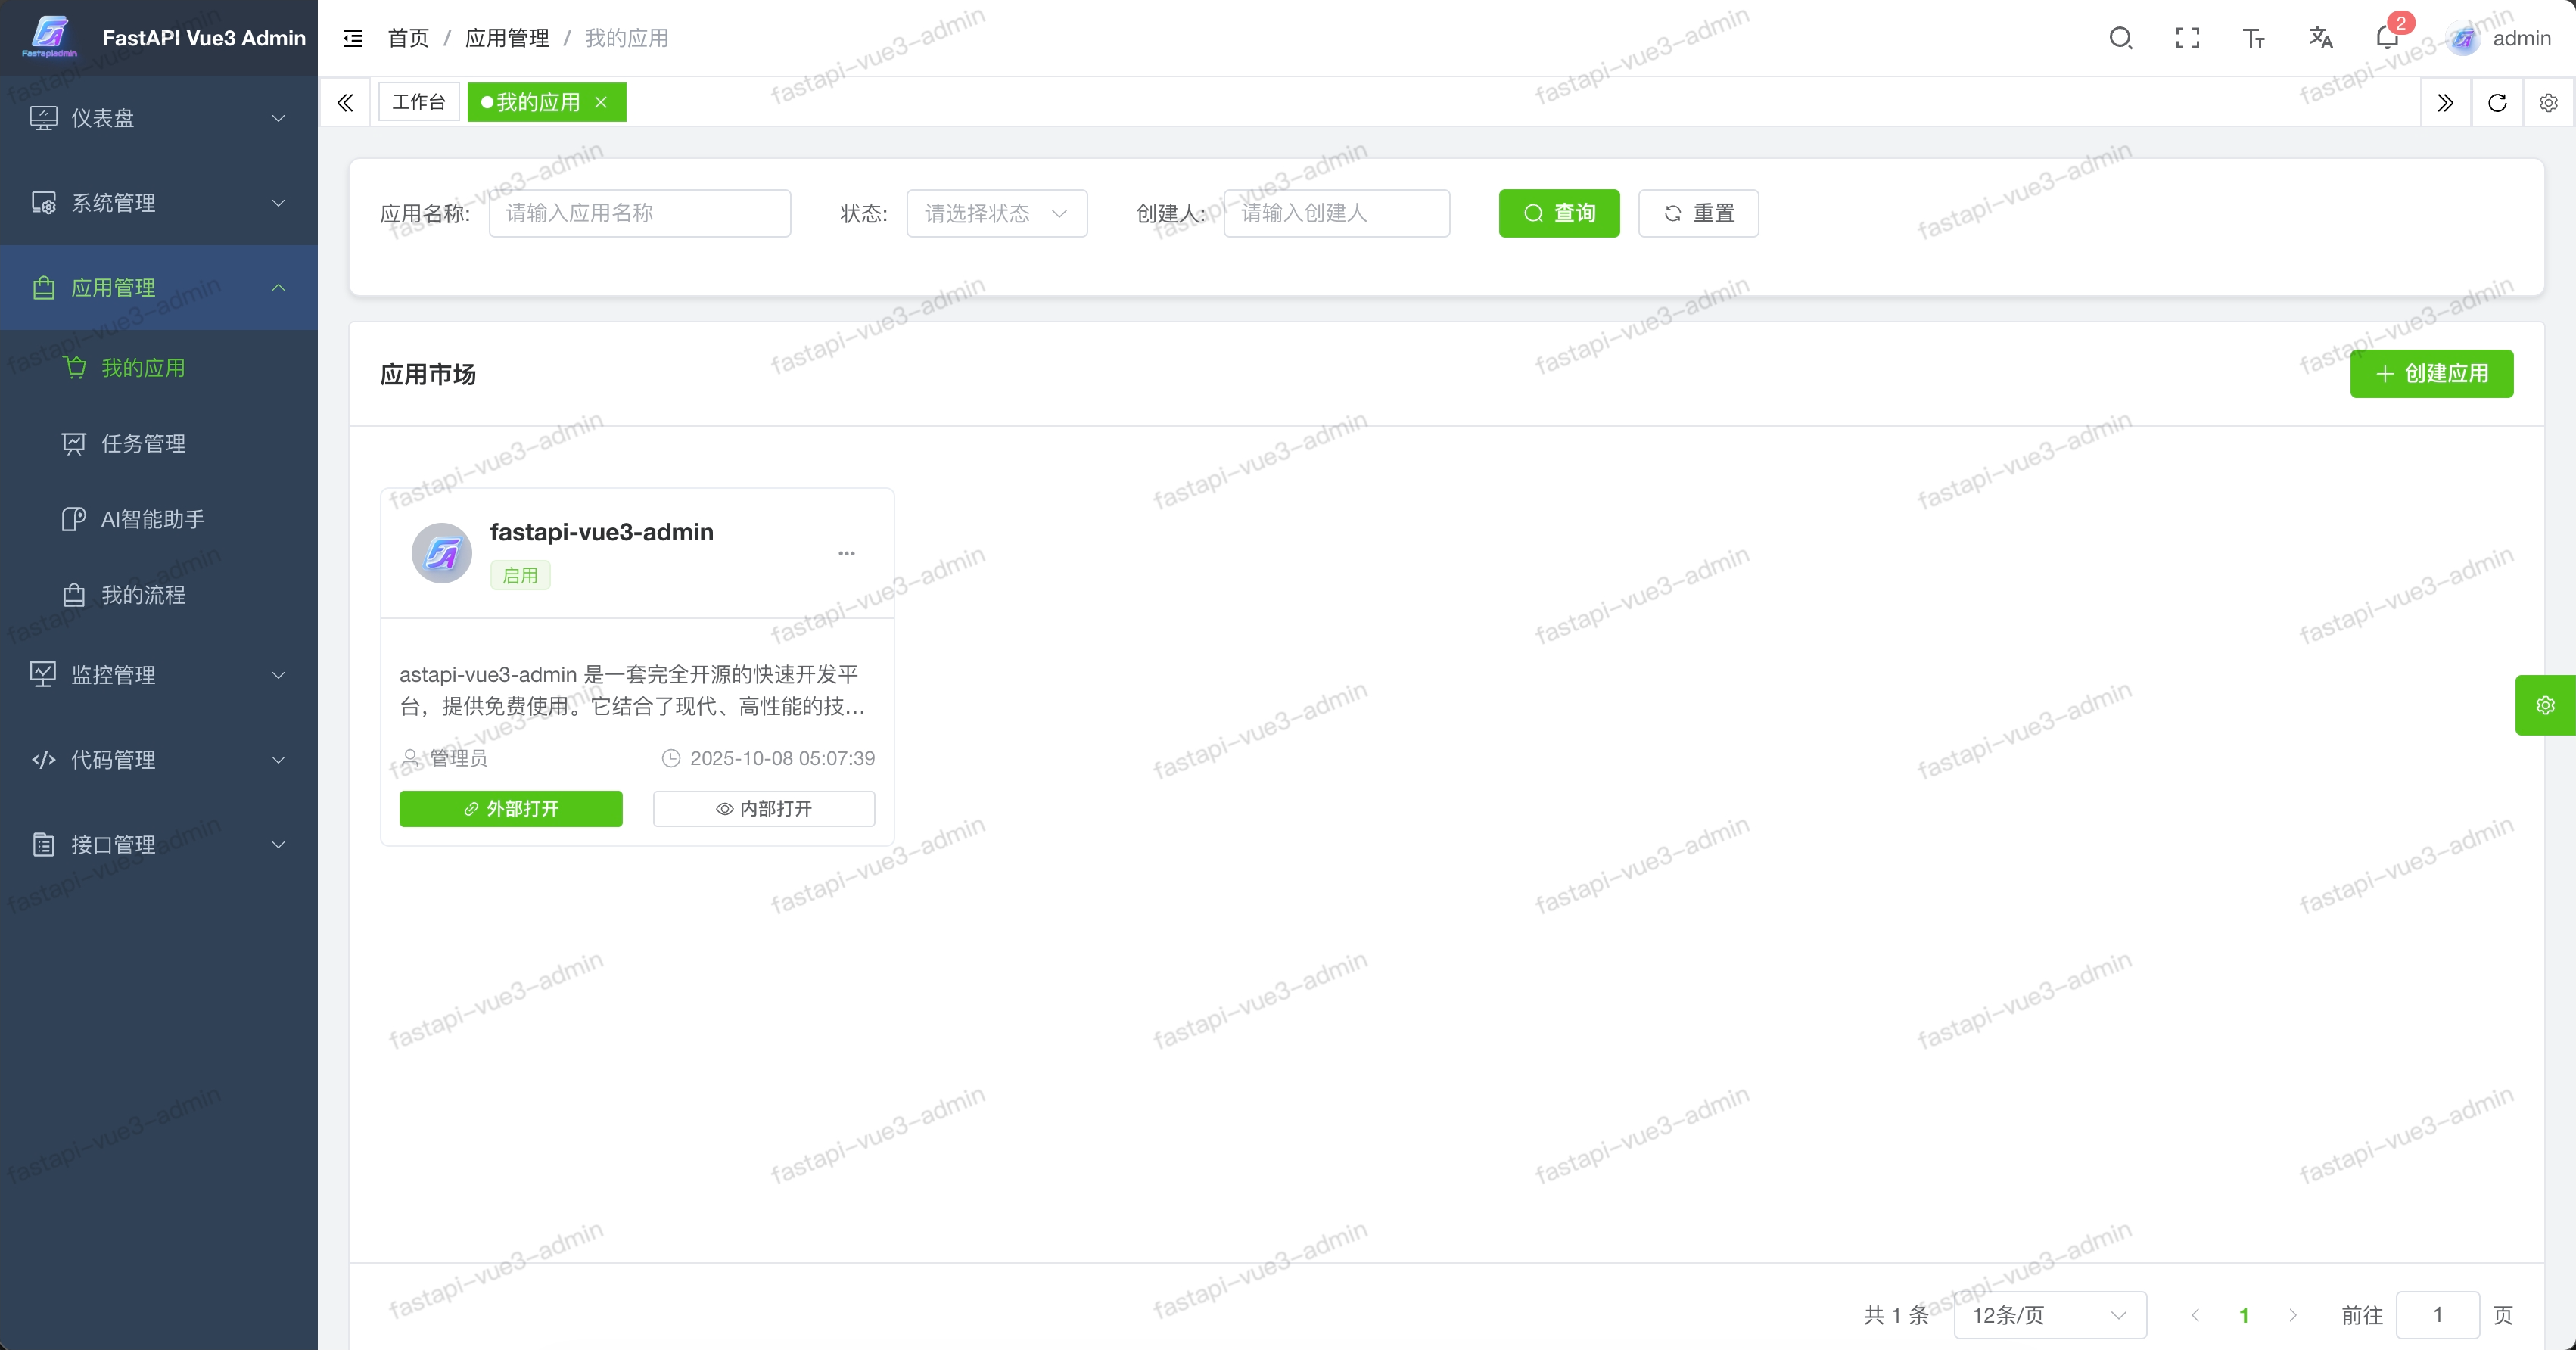 Fastapiadmin
FastAPI Vue3 Admin
首页 / 应用管理 / 我的应用
2
admin
工作台
我的应用
仪表盘
系统管理
应用管理
我的应用
任务管理
AI智能助手
我的流程
监控管理
代码管理
接口管理
应用名称: 请输入应用名称
状态: 请选择状态
创建人: 请输入创建人
查询
重置
应用市场
创建应用
fastapi-vue3-admin
启用
astapi-vue3-admin 是一套完全开源的快速开发平
台，提供免费使用。它结合了现代、高性能的技...
管理员
2025-10-08 05:07:39
外部打开
内部打开
共 1 条
12条/页
1
前往 1 页
fastapi-vue3-admin